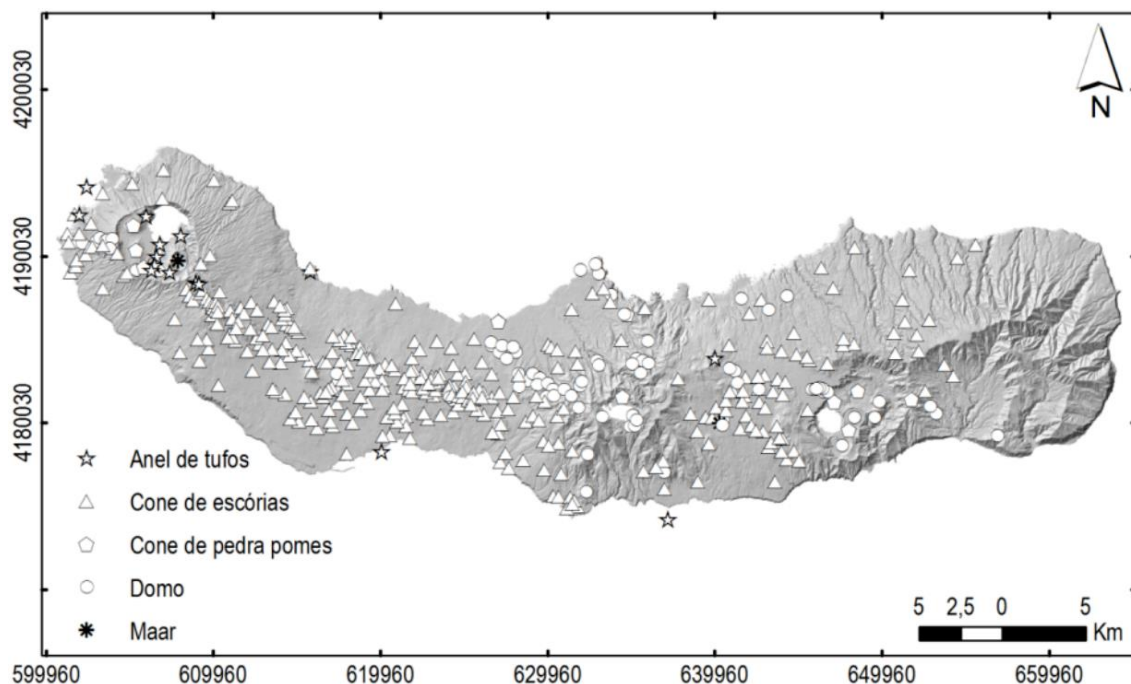 4200030
4190030
4180030
N
Anel de tufos
Cone de escórias
Cone de pedra pomes
Domo
Maar
5 2,5 0 5
Km
599960 609960 619960 629960 639960 649960 659960